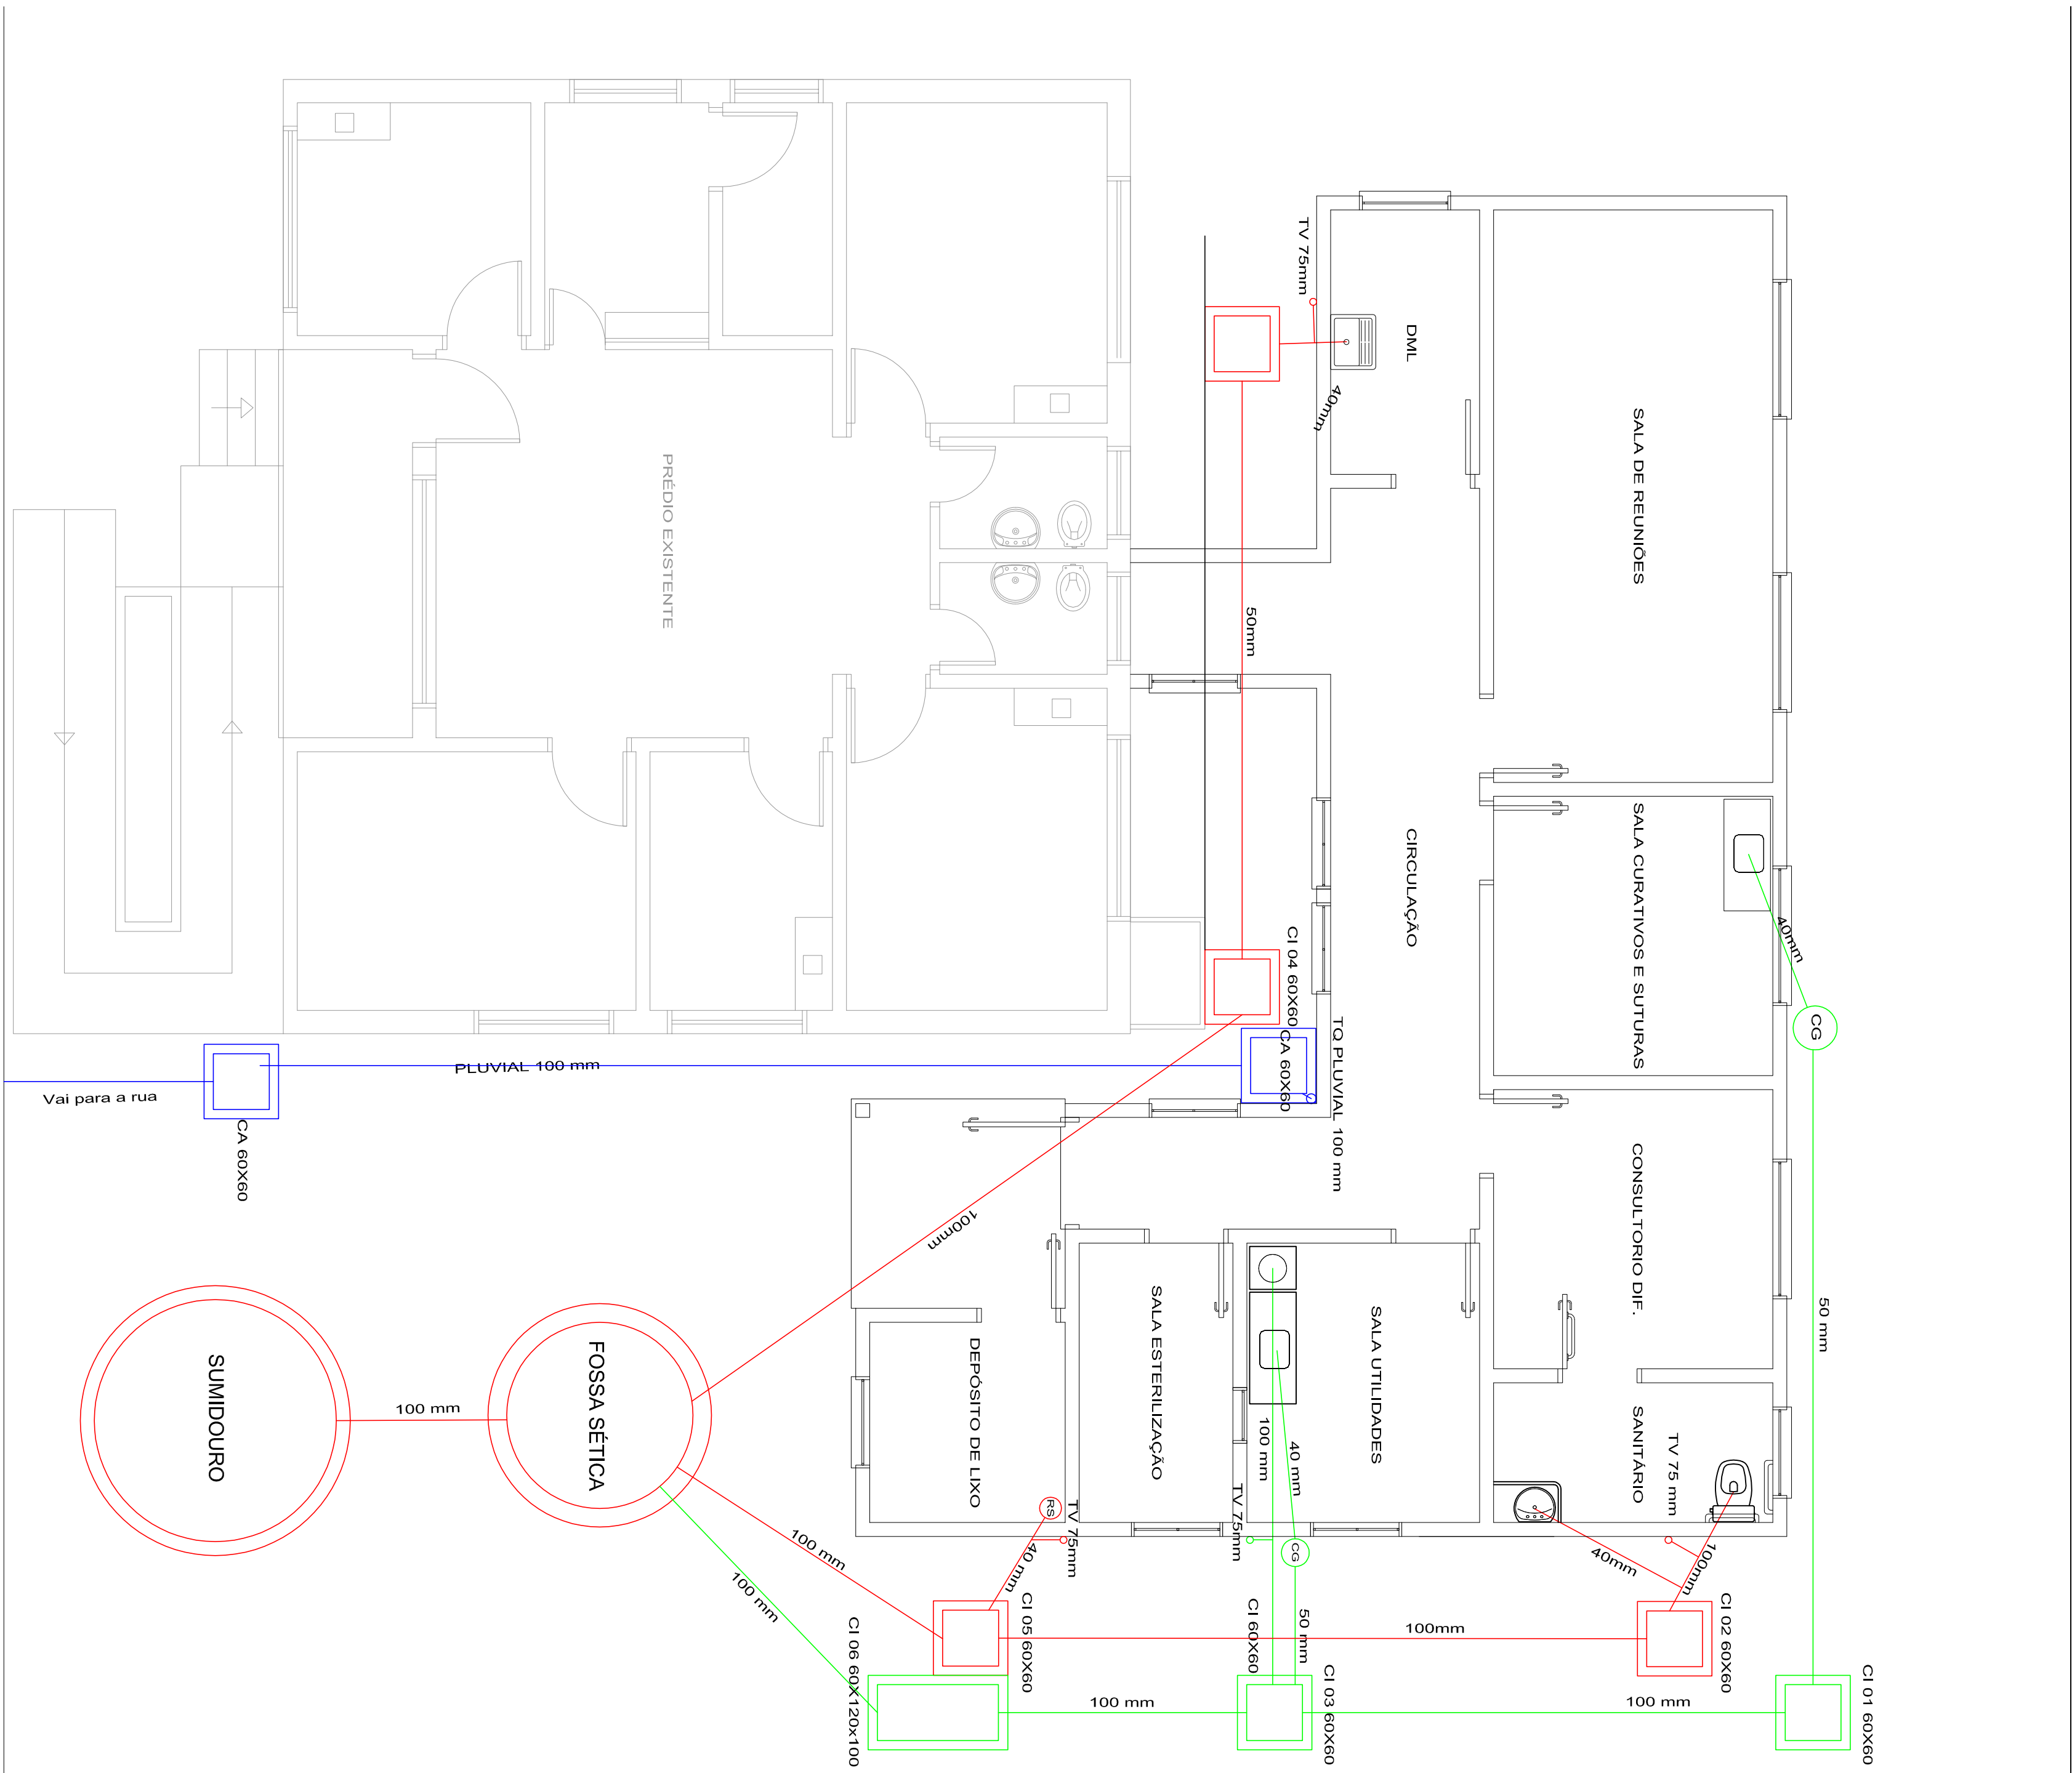 TV 75mm
DML
40mm
SALA DE REUNIÕES
PRÉDIO EXISTENTE
50mm
CIRCULAÇÃO
SALA CURATIVOS E SUTURAS
40mm
CG
CI 04 60X60
CA 60X60
TQ PLUVIAL 100 mm
PLUVIAL 100 mm
Vai para a rua
CA 60X60
100mm
CONSULTORIO DIF.
50 mm
SUMIDOURO
100 mm
FOSSA SÉTICA
DEPÓSITO DE LIXO
SALA ESTERILIZAÇÃO
SALA UTILIDADES
100 mm
40 mm
SANITÁRIO
TV 75 mm
RS
TV 75mm
TV 75mm
CG
40 mm
40mm
100mm
100 mm
100 mm
CI 05 60X60
CI 60X60
50 mm
100mm
CI 02 60X60
CI 06 60X120x100
100 mm
CI 03 60X60
100 mm
CI 01 60X60